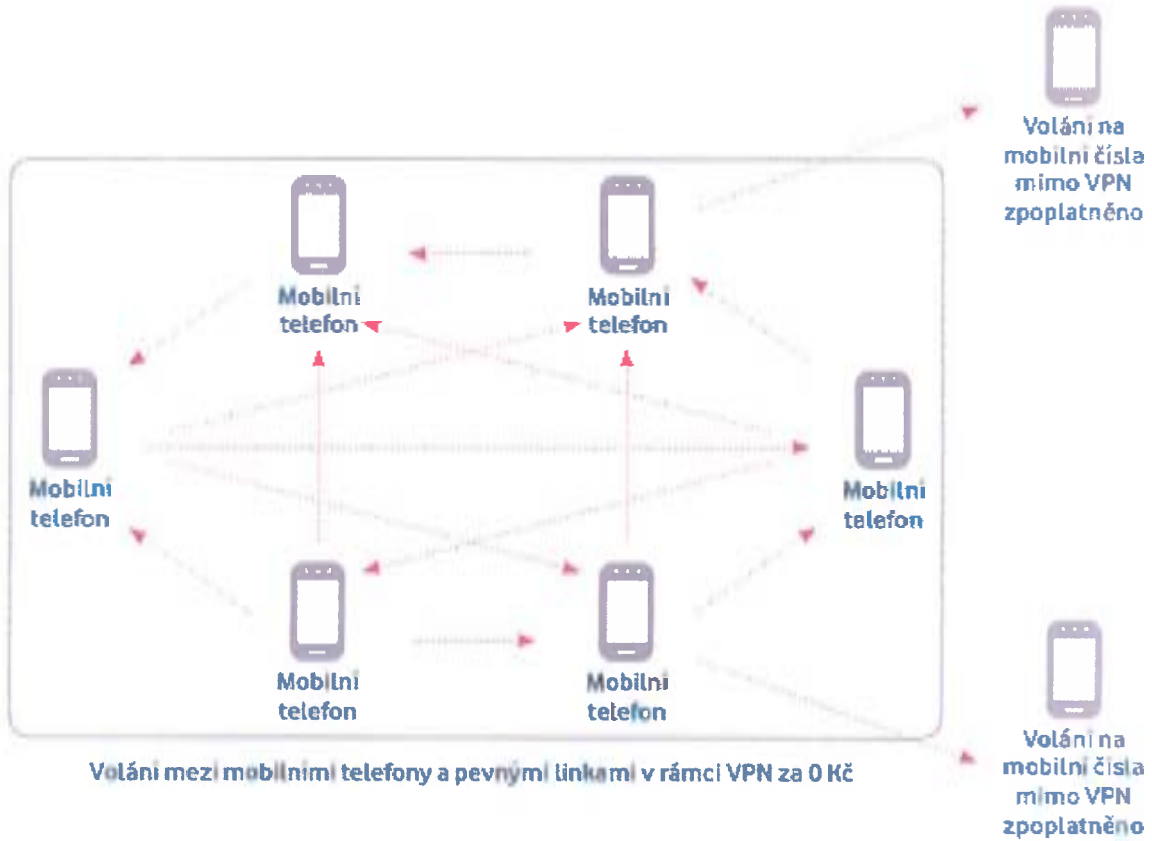 Volání na
mobilní čísla
mimo VPN
zpoplatněno
Mobilní
telefon
Mobilní
telefon
Mobilní
telefon
Mobilní
telefon
Mobilní
telefon
Mobilní
telefon
Volání mezi mobilními telefony a pevnými linkami v rámci VPN za 0 Kč
Volání na
mobilní čísla
mimo VPN
zpoplatněno